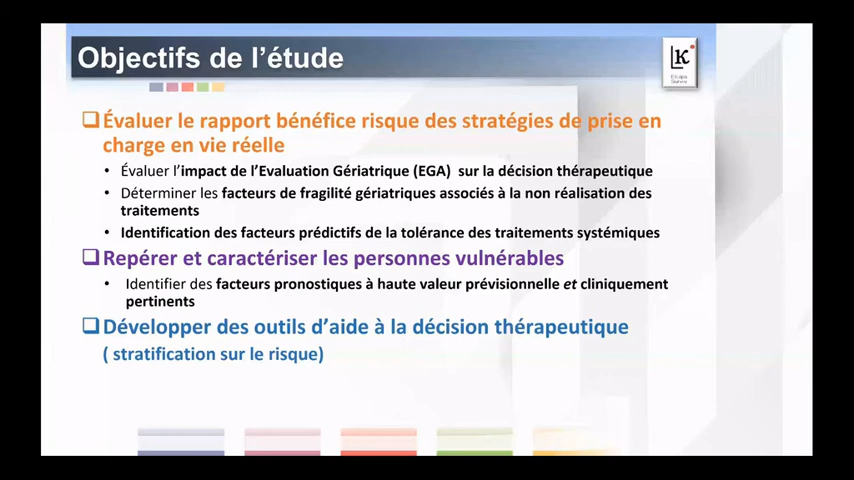 Objectifs de l’étude
K
Évaluer le rapport bénéfice risque des stratégies de prise en
charge en vie réelle
• Évaluer l’impact de l’Evaluation Gériatrique (EGA) sur la décision thérapeutique
• Déterminer les facteurs de fragilité gériatriques associés à la non réalisation des
traitements
• Identification des facteurs prédictifs de la tolérance des traitements systémiques
Repérer et caractériser les personnes vulnérables
• Identifier des facteurs pronostiques à haute valeur prévisionnelle et cliniquement
pertinents
Développer des outils d’aide à la décision thérapeutique
( stratification sur le risque)